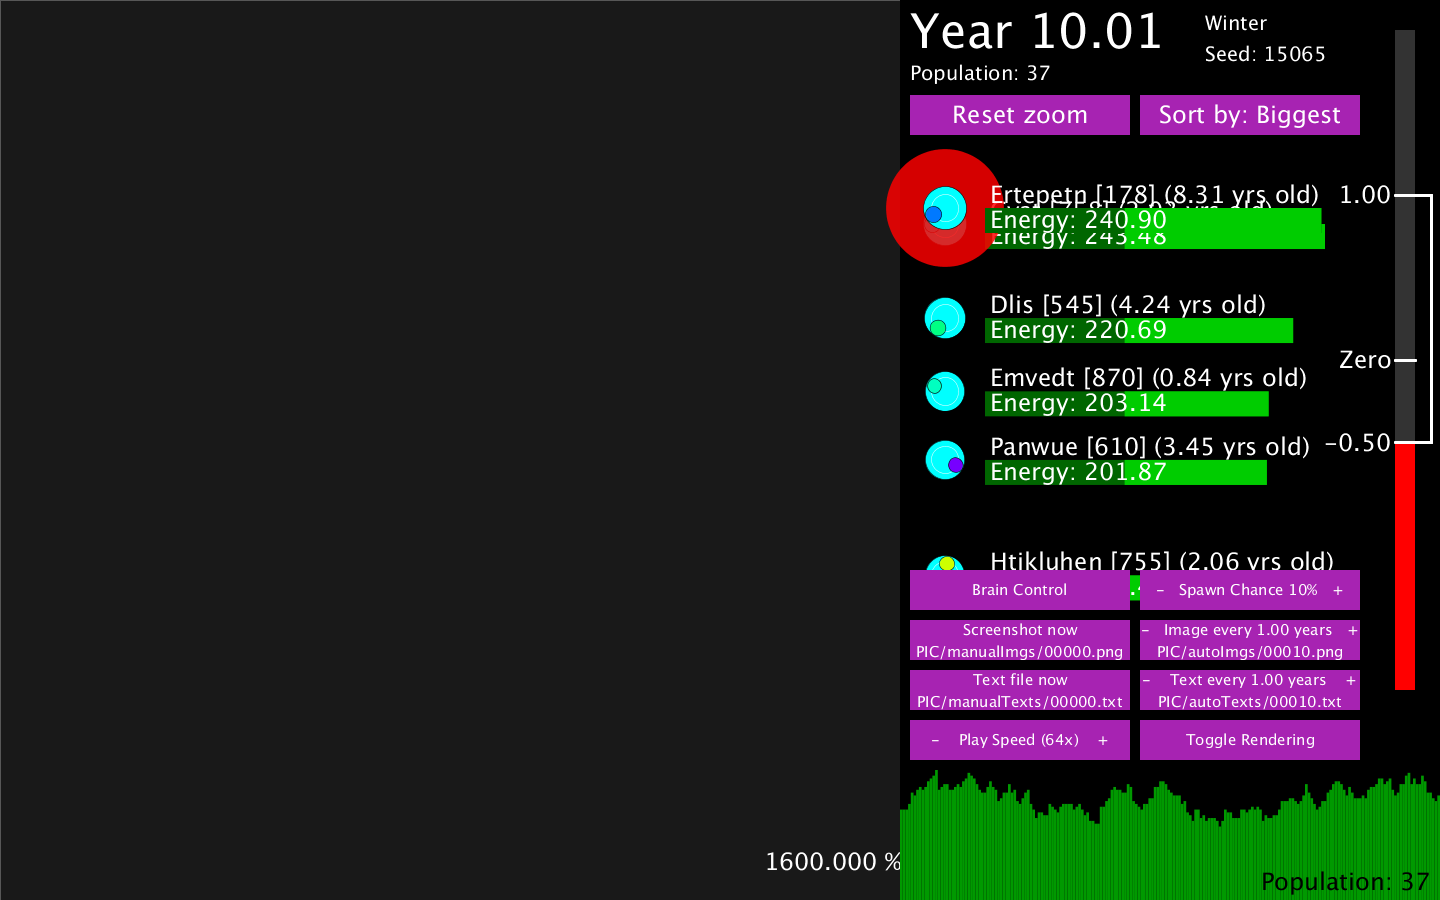 Year 10.01
Winter
Seed: 15065
Population: 37
Reset zoom
Sort by: Biggest
Ertepetn [178] (8.31 yrs old)
Energy: 240.90
Energy: 243.48
1.00
Dlis [545] (4.24 yrs old)
Energy: 220.69
Zero
Emvedt [870] (0.84 yrs old)
Energy: 203.14
-0.50
Panwue [610] (3.45 yrs old)
Energy: 201.87
Htikluhen [755] (2.06 yrs old)
Brain Control
- Spawn Chance 10% +
Screenshot now
PIC/manualImgs/00000.png
- Image every 1.00 years +
PIC/autoImgs/00010.png
Text file now
PIC/manualTexts/00000.txt
- Text every 1.00 years +
PIC/autoTexts/00010.txt
- Play Speed (64x) +
Toggle Rendering
1600.000 %
Population: 37